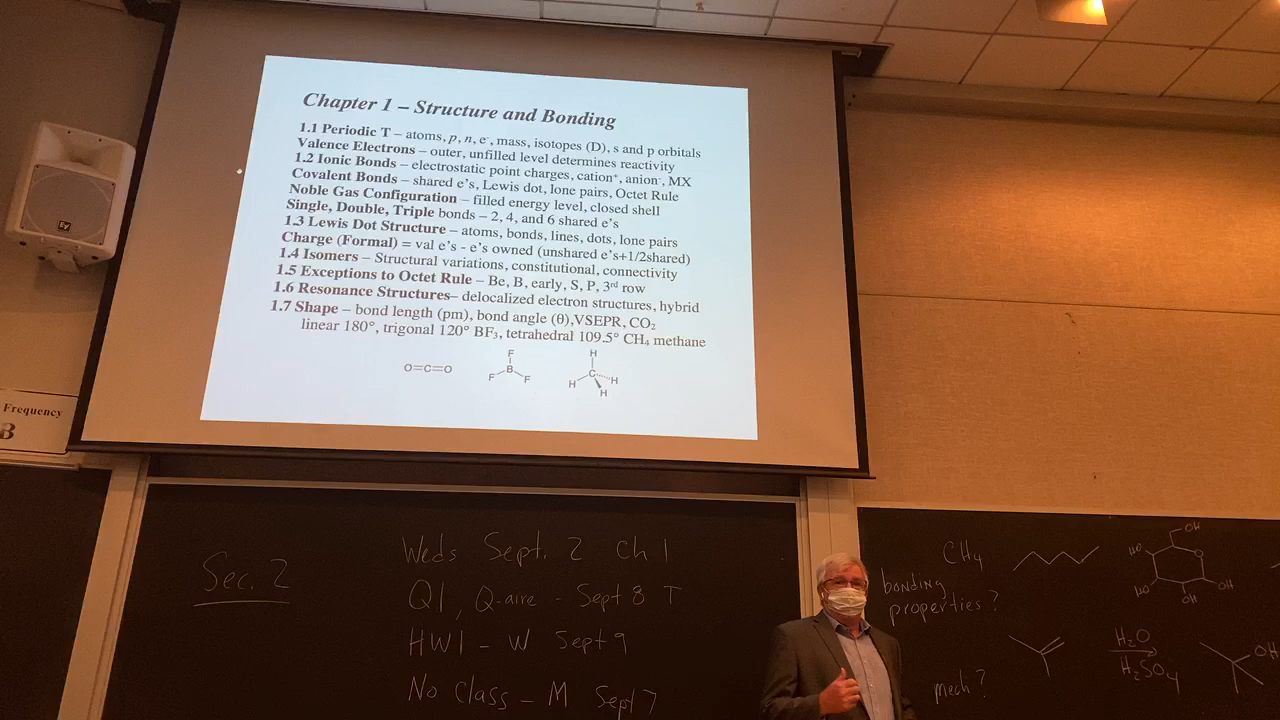 Chapter 1 – Structure and Bonding
1.1 Periodic T – atoms, p, n, e⁻, mass, isotopes (D), s and p orbitals
Valence Electrons – outer, unfilled level determines reactivity
1.2 Ionic Bonds – electrostatic point charges, cation⁺, anion⁻, MX
Covalent Bonds – shared e's, Lewis dot, lone pairs, Octet Rule
Noble Gas Configuration – filled energy level, closed shell
Single, Double, Triple bonds – 2, 4, and 6 shared e's
1.3 Lewis Dot Structure – atoms, bonds, lines, dots, lone pairs
Charge (Formal) = val e's - e's owned (unshared e's+1/2shared)
1.4 Isomers – Structural variations, constitutional, connectivity
1.5 Exceptions to Octet Rule – Be, B, early, S, P, 3rd row
1.6 Resonance Structures– delocalized electron structures, hybrid
1.7 Shape – bond length (pm), bond angle (θ),VSEPR, CO₂
linear 180°, trigonal 120° BF₃, tetrahedral 109.5° CH₄ methane
O=C=O
F
B
F F
H
C
H H
H
EV
Frequency
B
Sec. 2
Weds Sept. 2 Ch 1
Q1, Q-aire - Sept 8 T
HW1 - W Sept 9
No Class - M Sept 7
CH₄
bonding
properties?
OH
HO
O
HO
OH
OH
mech?
H₂O
H₂SO₄
OH